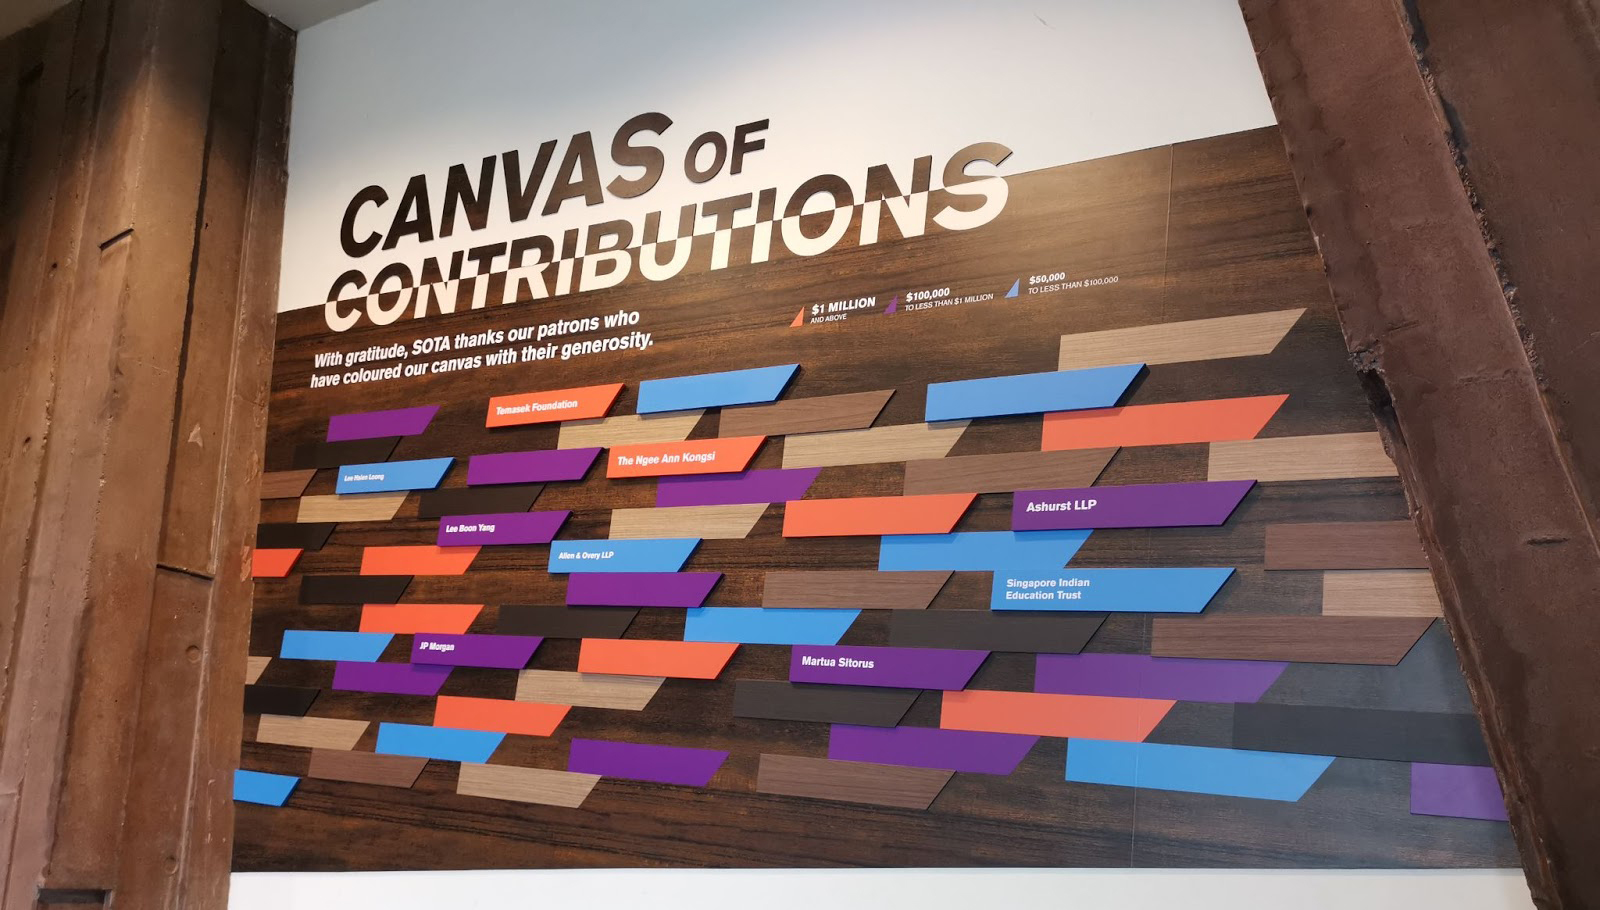 CANVAS OF
CONTRIBUTIONS
With gratitude, SOTA thanks our patrons who
have coloured our canvas with their generosity.
$1 MILLION
AND ABOVE
$100,000
TO LESS THAN $1 MILLION
$50,000
TO LESS THAN $100,000
Temasek Foundation
The Ngee Ann Kongsi
Lee Hsien Loong
Lee Boon Yang
Ashurst LLP
Allen & Overy LLP
Singapore Indian
Education Trust
JP Morgan
Martua Sitorus